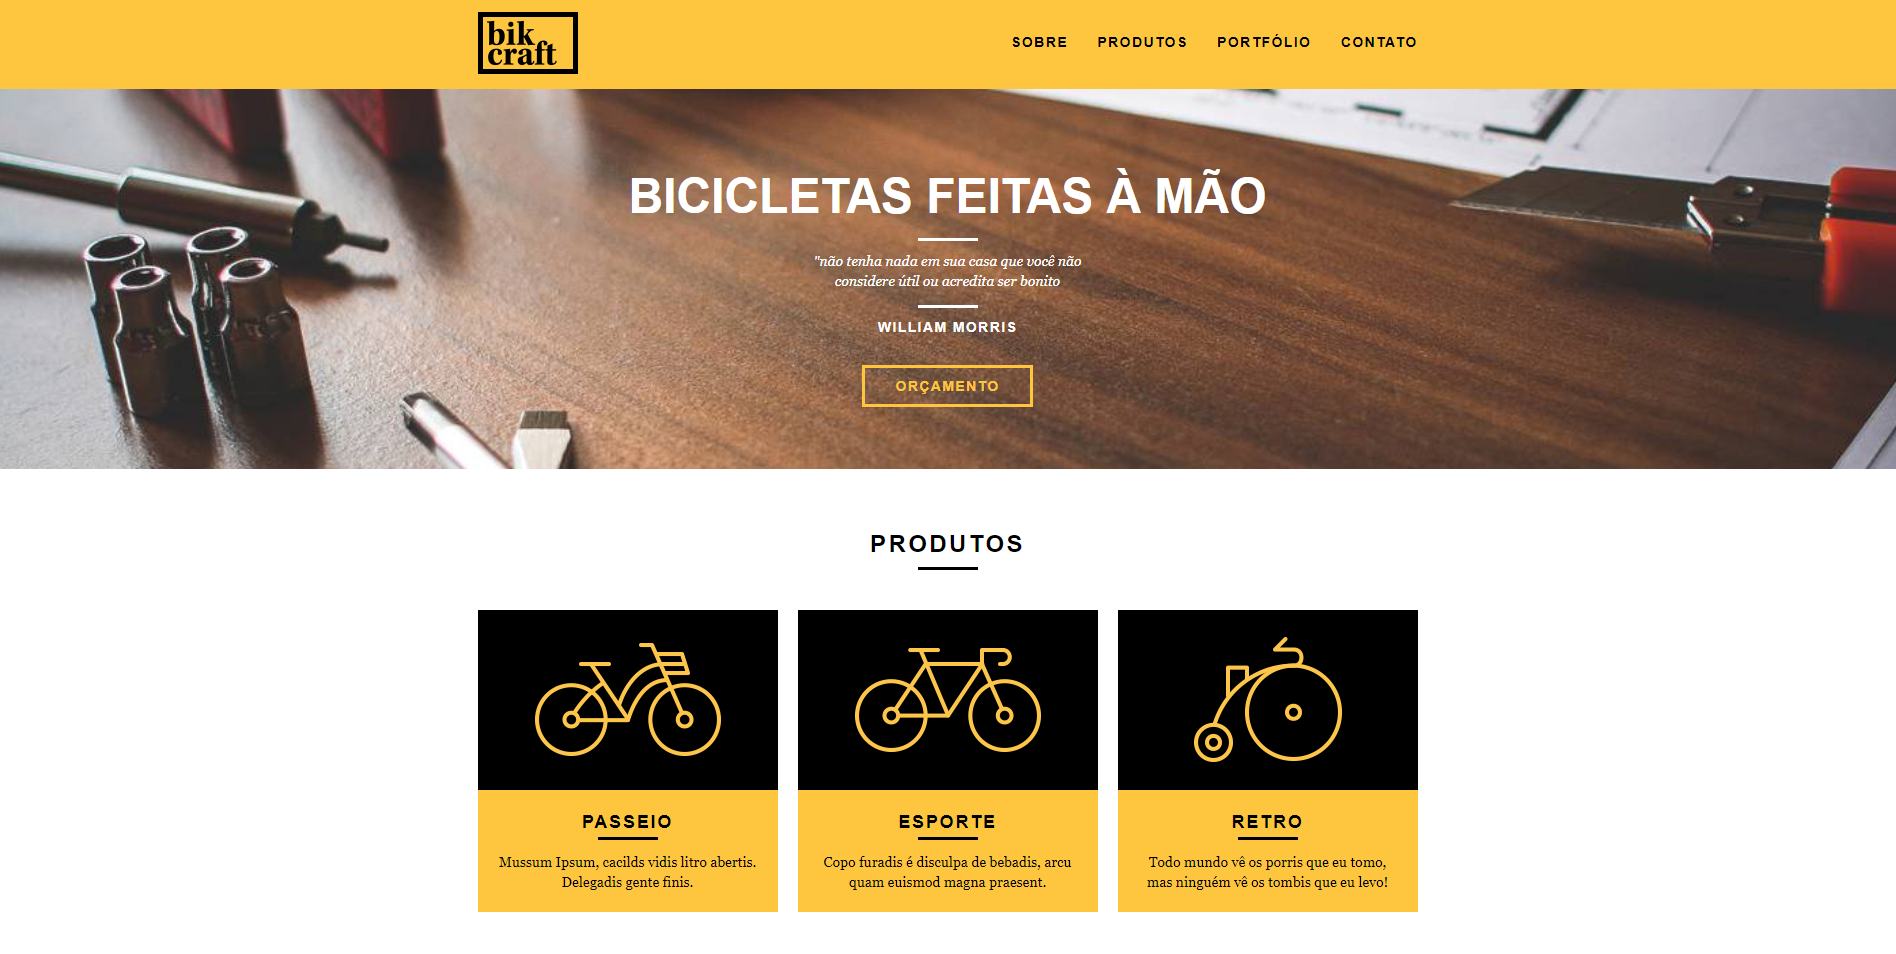 bik
craft
SOBRE PRODUTOS PORTFÓLIO CONTATO
BICICLETAS FEITAS À MÃO
"não tenha nada em sua casa que você não
considere útil ou acredita ser bonito
WILLIAM MORRIS
ORÇAMENTO
PRODUTOS
PASSEIO
Mussum Ipsum, cacilds vidis litro abertis.
Delegadis gente finis.
ESPORTE
Copo furadis é disculpa de bebadis, arcu
quam euismod magna praesent.
RETRO
Todo mundo vê os porris que eu tomo,
mas ninguém vê os tombis que eu levo!